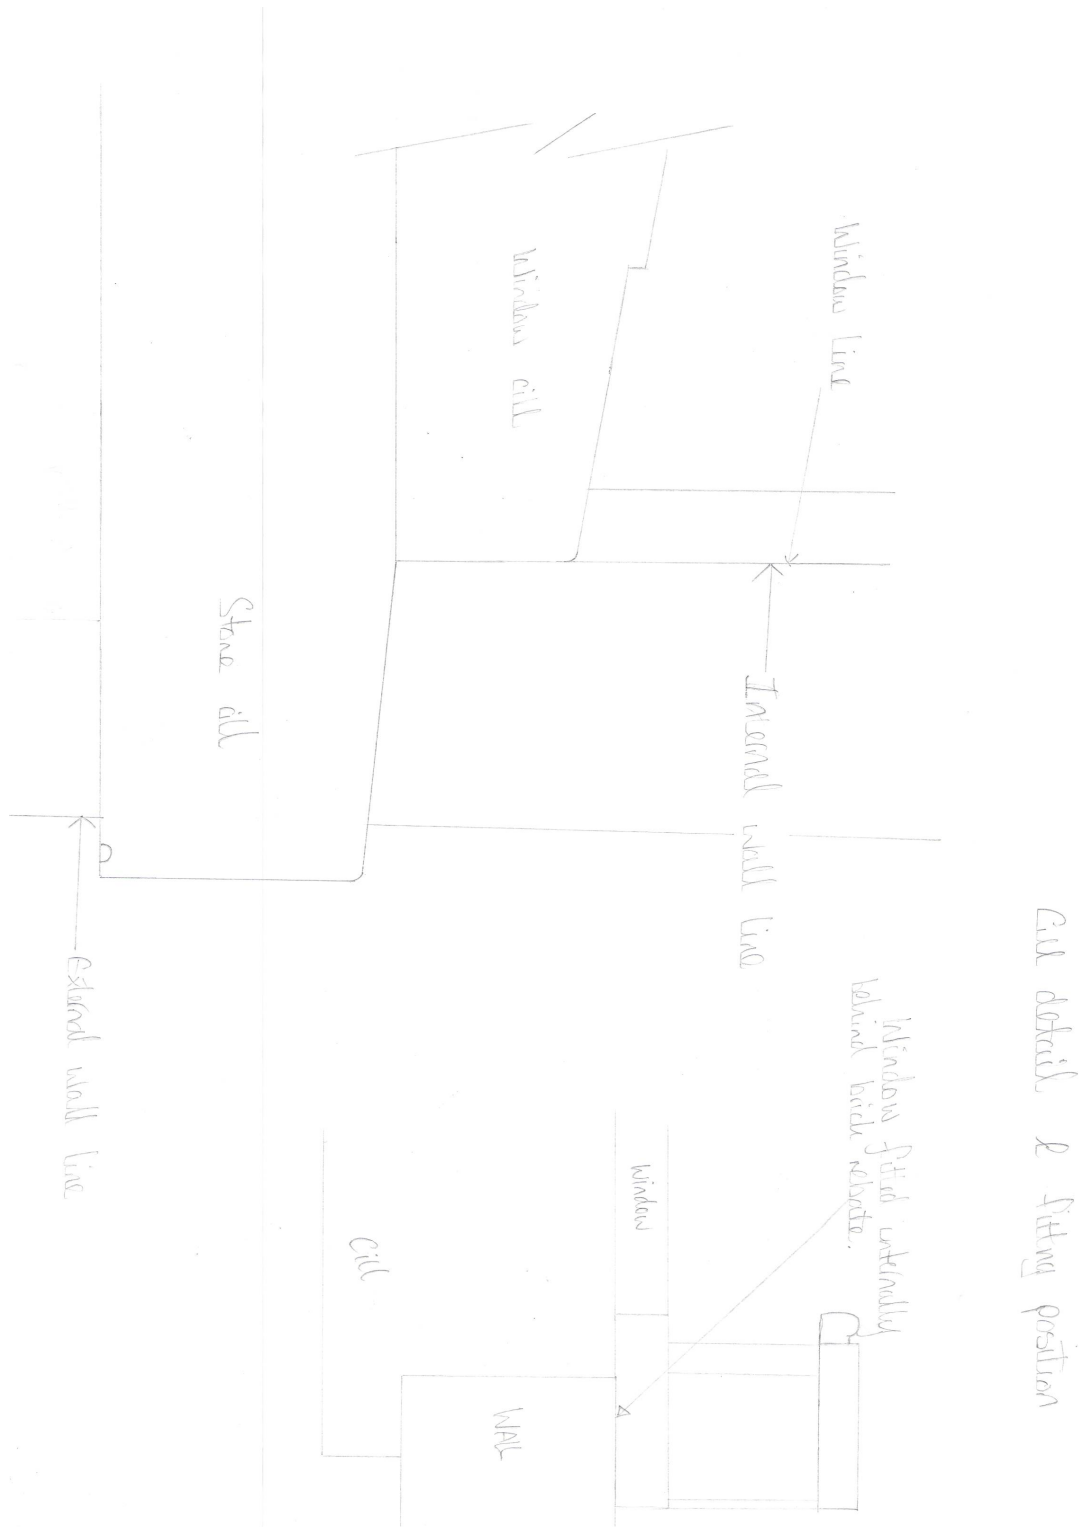 Cill detail & fitting position
Window line
Internal wall line
Window fitted internally
behind brick rebate.
Window cill
Window
Cill
Stone cill
WALL
External wall line